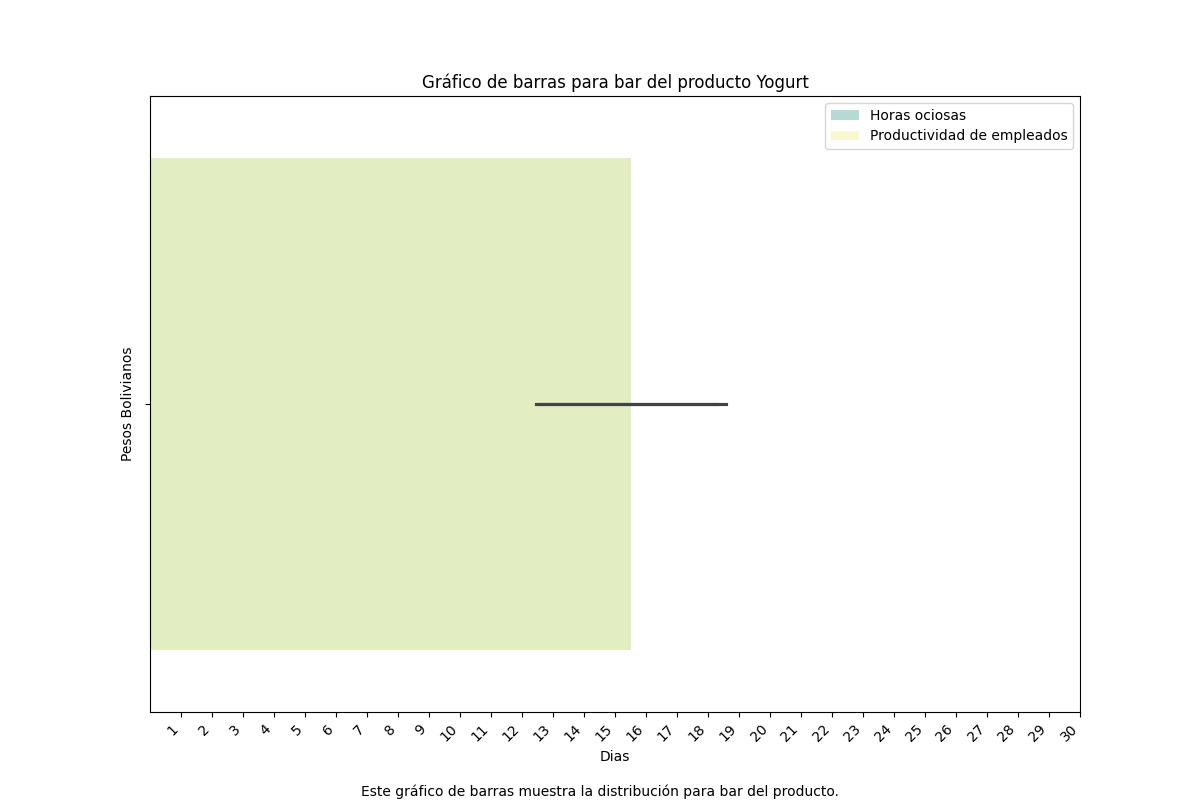 Gráfico de barras para bar del producto Yogurt
Horas ociosas
Productividad de empleados
Pesos Bolivianos
1 2 3 4 5 6 7 8 9 10 11 12 13 14 15 16 17 18 19 20 21 22 23 24 25 26 27 28 29 30
Dias
Este gráfico de barras muestra la distribución para bar del producto.